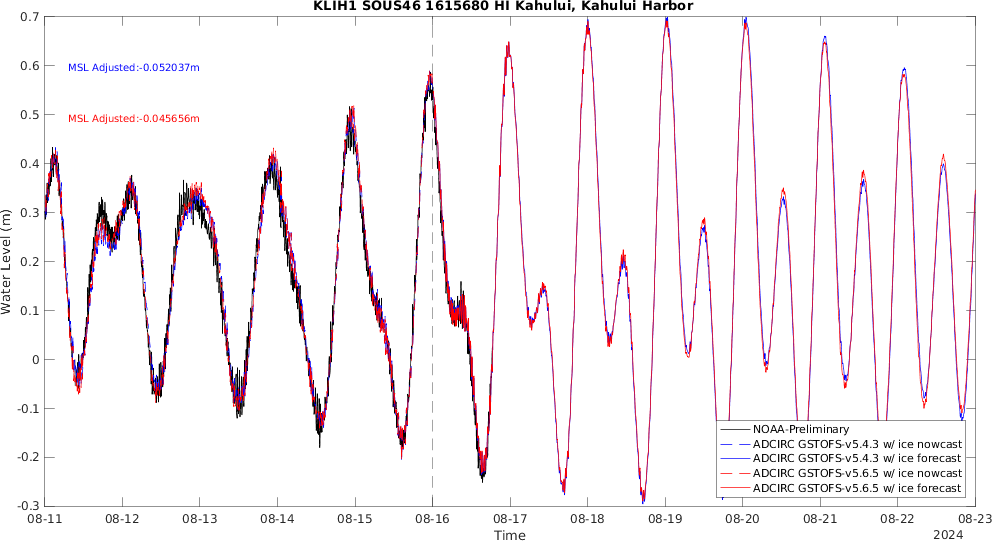 KLIH1 SOUS46 1615680 HI Kahului, Kahului Harbor
0.7
0.6
0.5
0.4
0.3
0.2
0.1
0
-0.1
-0.2
-0.3
Water Level (m)
MSL Adjusted:-0.052037m
MSL Adjusted:-0.045656m
NOAA-Preliminary
ADCIRC GSTOFS-v5.4.3 w/ ice nowcast
ADCIRC GSTOFS-v5.4.3 w/ ice forecast
ADCIRC GSTOFS-v5.6.5 w/ ice nowcast
ADCIRC GSTOFS-v5.6.5 w/ ice forecast
08-11 08-12 08-13 08-14 08-15 08-16 08-17 08-18 08-19 08-20 08-21 08-22 08-23
Time
2024